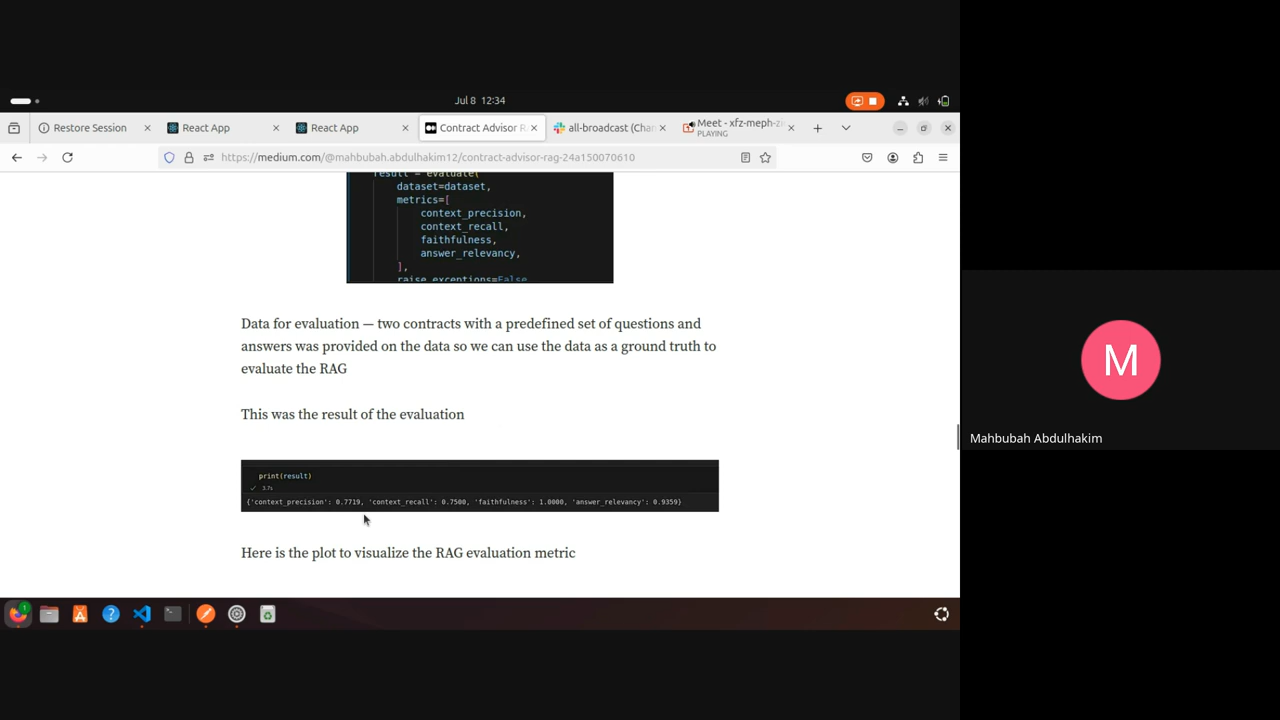 Jul 8 12:34
Restore Session
React App
React App
Contract Advisor R
all-broadcast (Chan
Meet - xfz-meph-z
PLAYING
https://medium.com/@mahbubah.abdulhakim12/contract-advisor-rag-24a150070610
result = evaluate(
dataset=dataset,
metrics=[
context_precision,
context_recall,
faithfulness,
answer_relevancy,
],
raise_exceptions=False
Data for evaluation — two contracts with a predefined set of questions and
answers was provided on the data so we can use the data as a ground truth to
evaluate the RAG
This was the result of the evaluation
print(result)
3.7s
{'context_precision': 0.7719, 'context_recall': 0.7500, 'faithfulness': 1.0000, 'answer_relevancy': 0.9359}
Here is the plot to visualize the RAG evaluation metric
M
Mahbubah Abdulhakim